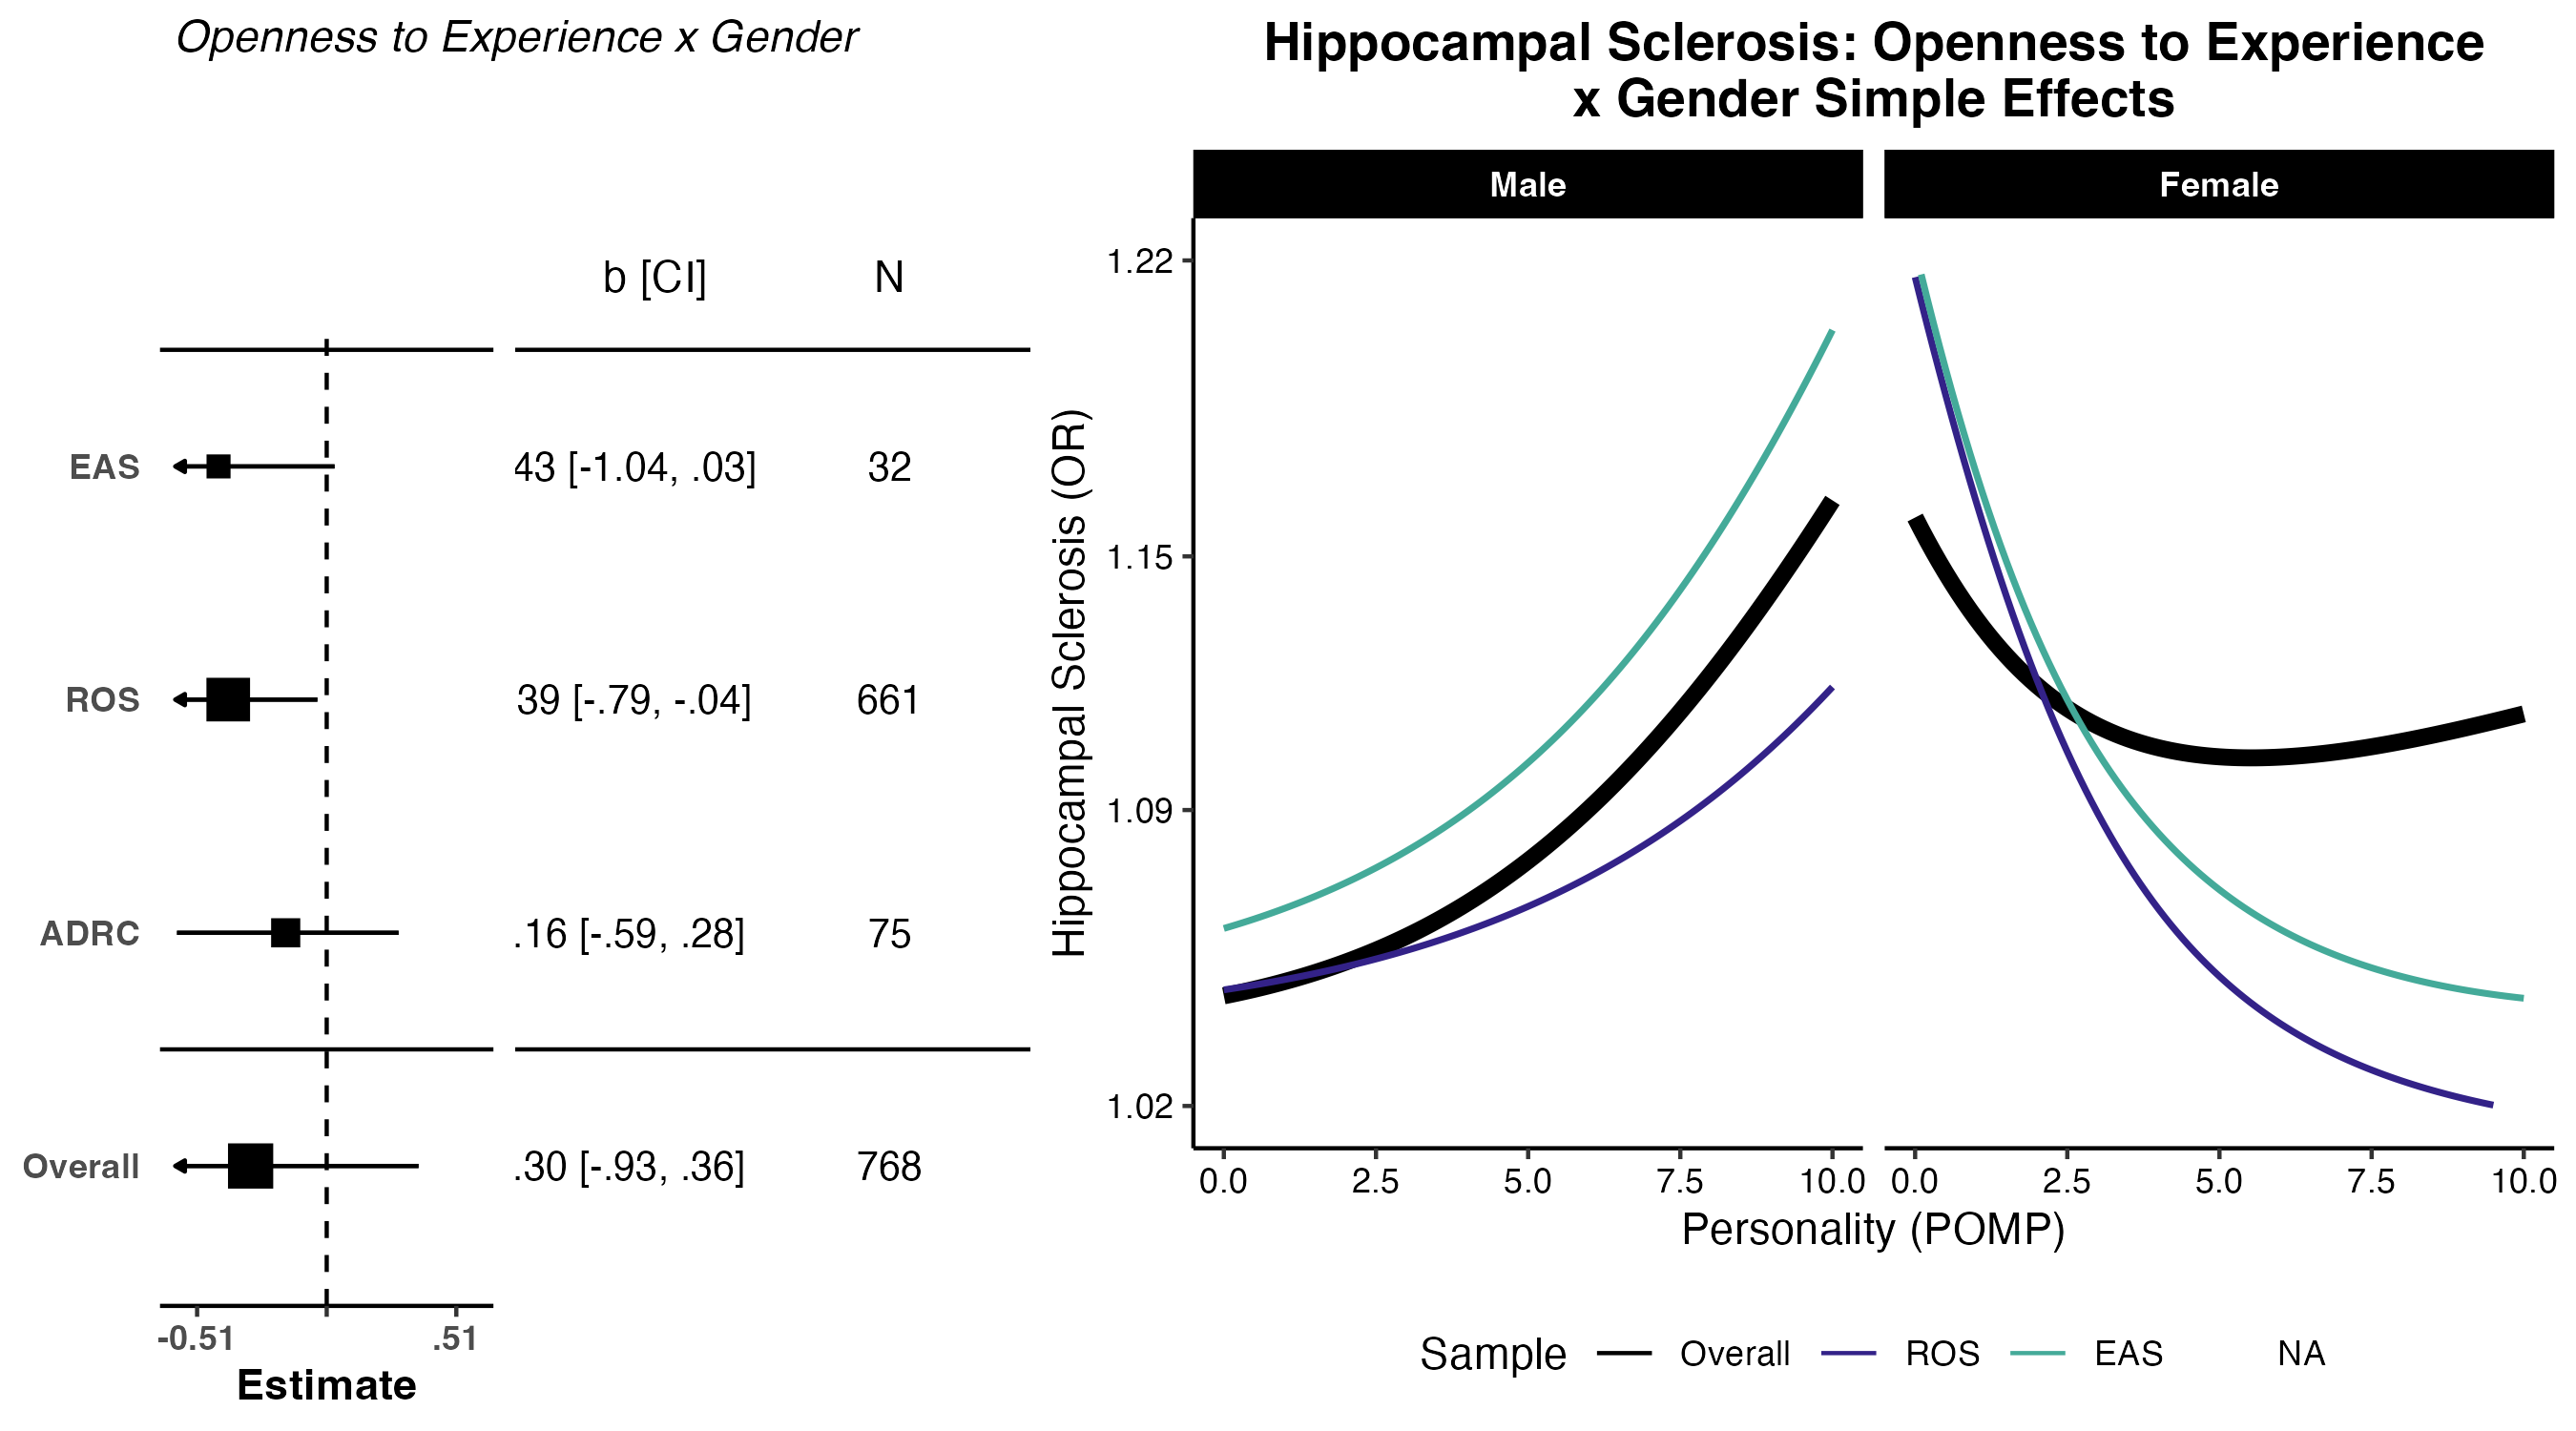 Openness to Experience x Gender
b [CI] N
EAS 43 [-1.04, .03] 32
ROS 39 [-.79, -.04] 661
ADRC .16 [-.59, .28] 75
Overall .30 [-.93, .36] 768
-0.51 .51
Estimate
Hippocampal Sclerosis: Openness to Experience
x Gender Simple Effects
Male Female
Hippocampal Sclerosis (OR)
1.22
1.15
1.09
1.02
0.0 2.5 5.0 7.5 10.0 0.0 2.5 5.0 7.5 10.0
Personality (POMP)
Sample Overall ROS EAS NA